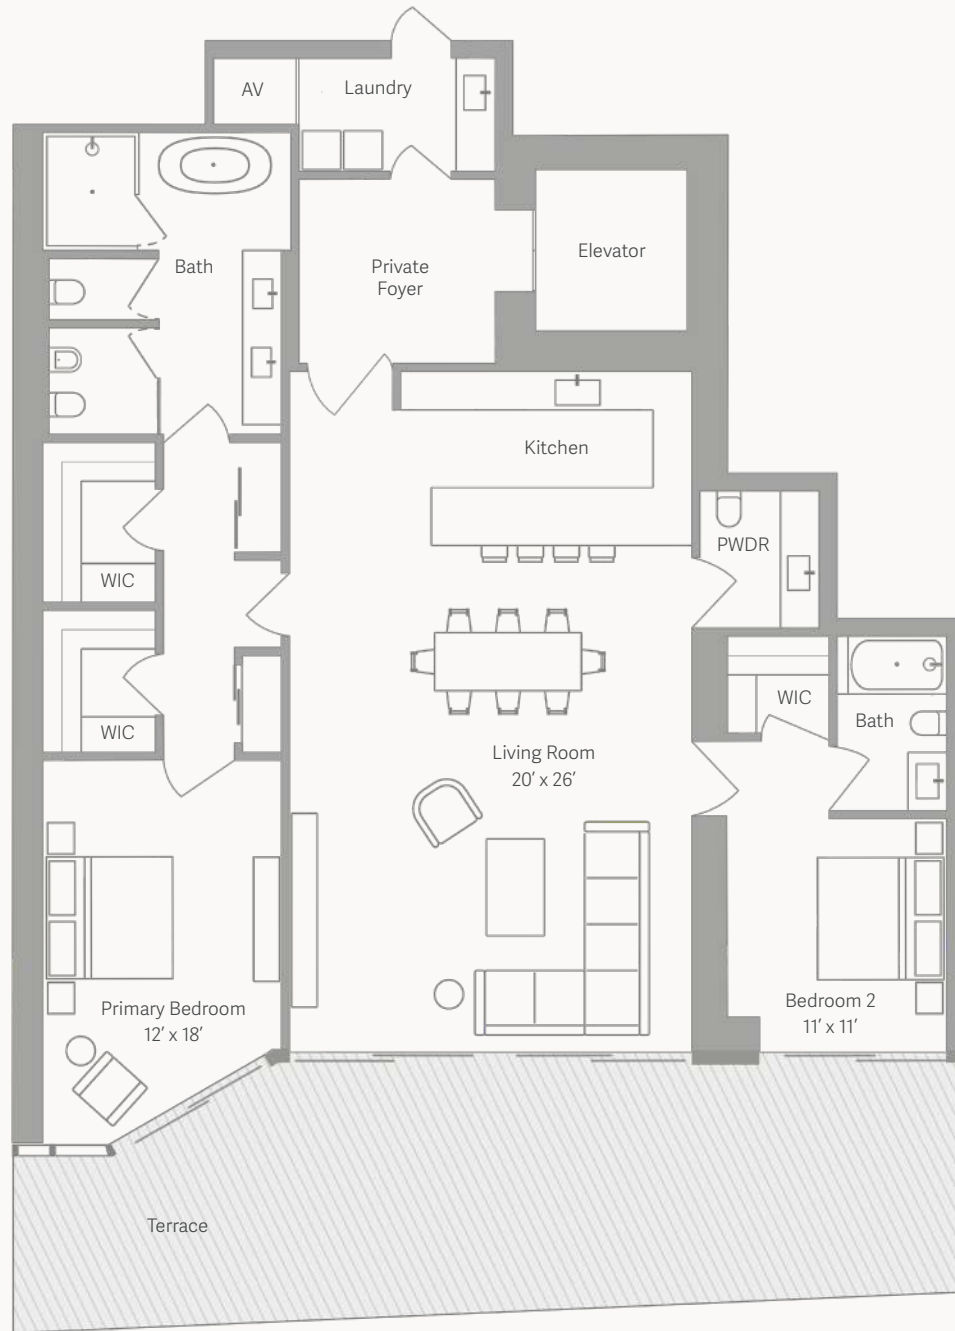 AV
Laundry
Elevator
Bath
Private
Foyer
Kitchen
PWDR
WIC
WIC
WIC
Bath
Living Room
20’ x 26’
Primary Bedroom
12’ x 18’
Bedroom 2
11’ x 11’
Terrace